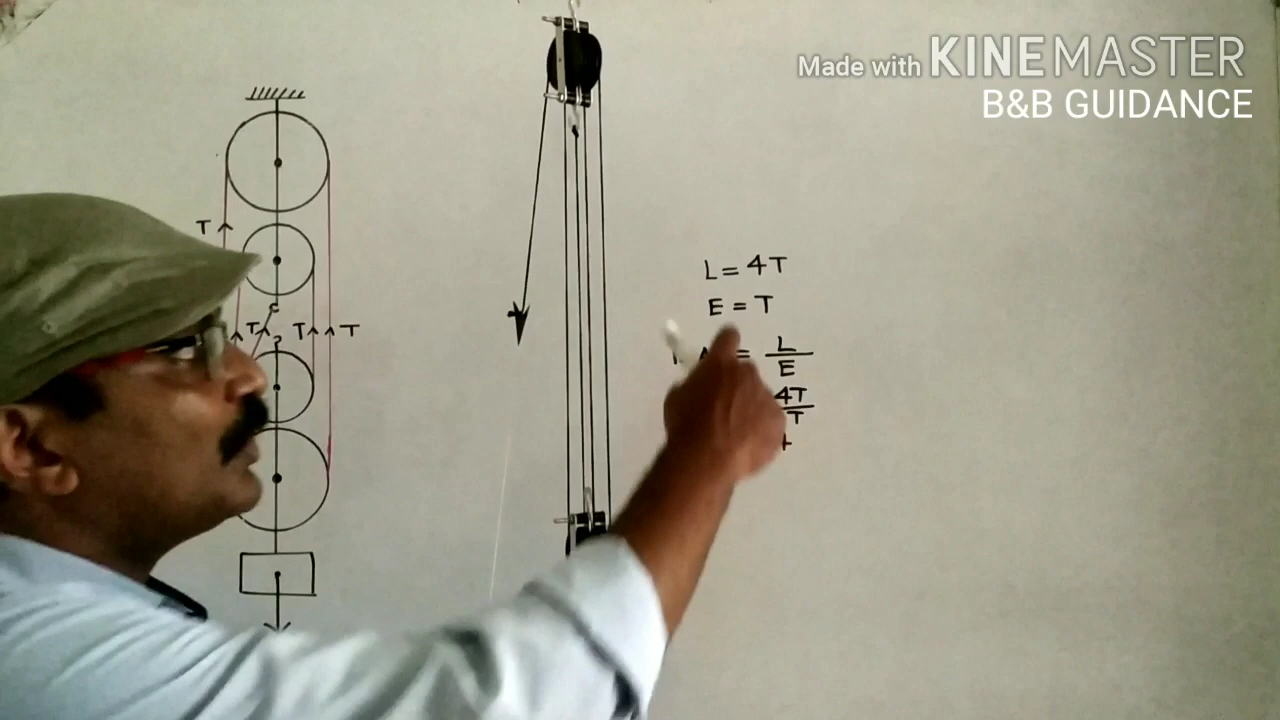 Made with KINEMASTER
B&B GUIDANCE
T
T T T
L = 4T
E = T
= L/E
4T/T